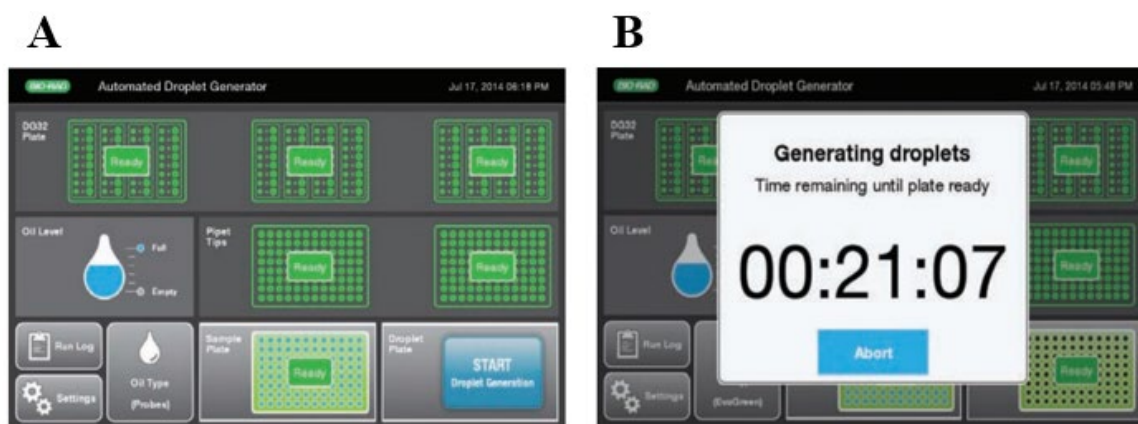 A
BIO-RAD Automated Droplet Generator Jul 17, 2014 06:18 PM
DG32
Plate
Ready
Ready
Ready
Oil Level
Full
Empty
Pipet
Tips
Ready
Ready
Run Log
Settings
Oil Type
(Probes)
Sample
Plate
Ready
Droplet
Plate
START
Droplet Generation
B
BIO-RAD Automated Droplet Generator Jul 17, 2014 05:48 PM
DG32
Plate
Oil Level
Generating droplets
Time remaining until plate ready
00:21:07
Abort
Run Log
Settings
(EvaGreen)
Ready